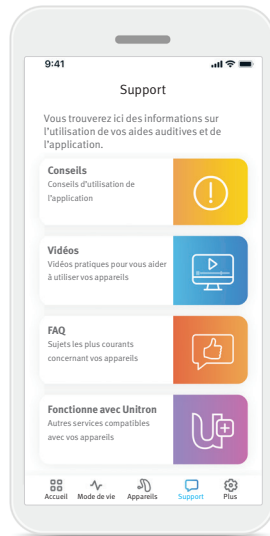 9:41
Support
Vous trouverez ici des informations sur
l'utilisation de vos aides auditives et de
l'application.
Conseils
Conseils d'utilisation de
l'application
Vidéos
Vidéos pratiques pour vous aider
à utiliser vos appareils
FAQ
Sujets les plus courants
concernant vos appareils
Fonctionne avec Unitron
Autres services compatibles
avec vos appareils
Accueil Mode de vie Appareils Support Plus